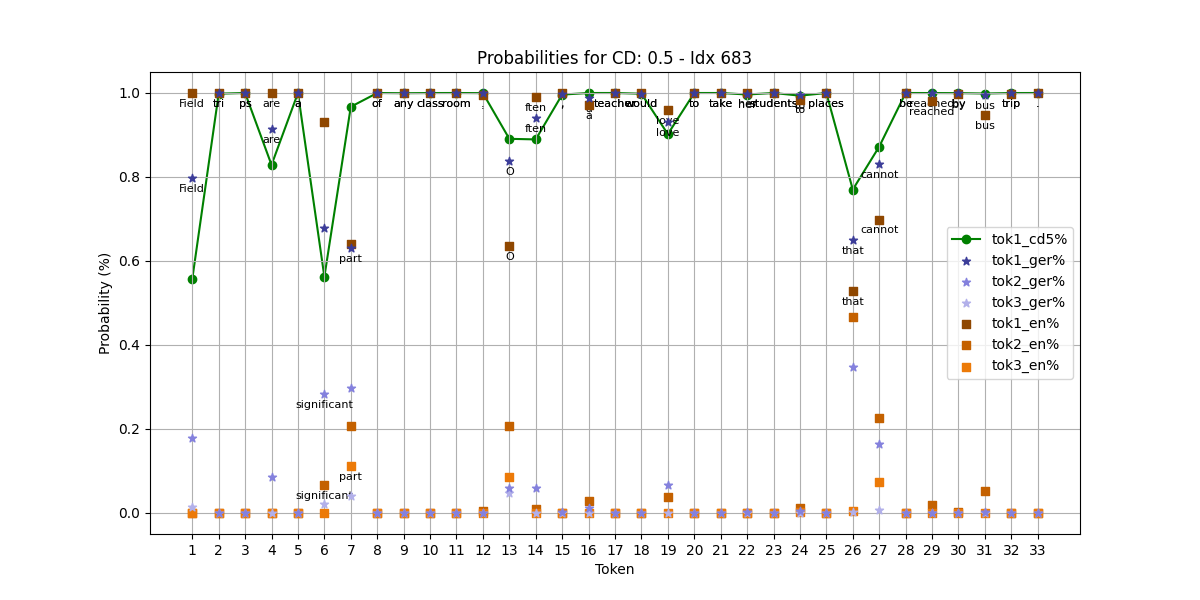 Probabilities for CD: 0.5 - Idx 683
Probability (%)
1.0
0.8
0.6
0.4
0.2
0.0
Field tri ps are a of any class room . ften , a teacher would love to take her students to places be reached by bus trip
Field are ften a love reached bus
part O cannot
that O cannot
that
significant
part
significant
tok1_cd5%
tok1_ger%
tok2_ger%
tok3_ger%
tok1_en%
tok2_en%
tok3_en%
1 2 3 4 5 6 7 8 9 10 11 12 13 14 15 16 17 18 19 20 21 22 23 24 25 26 27 28 29 30 31 32 33
Token